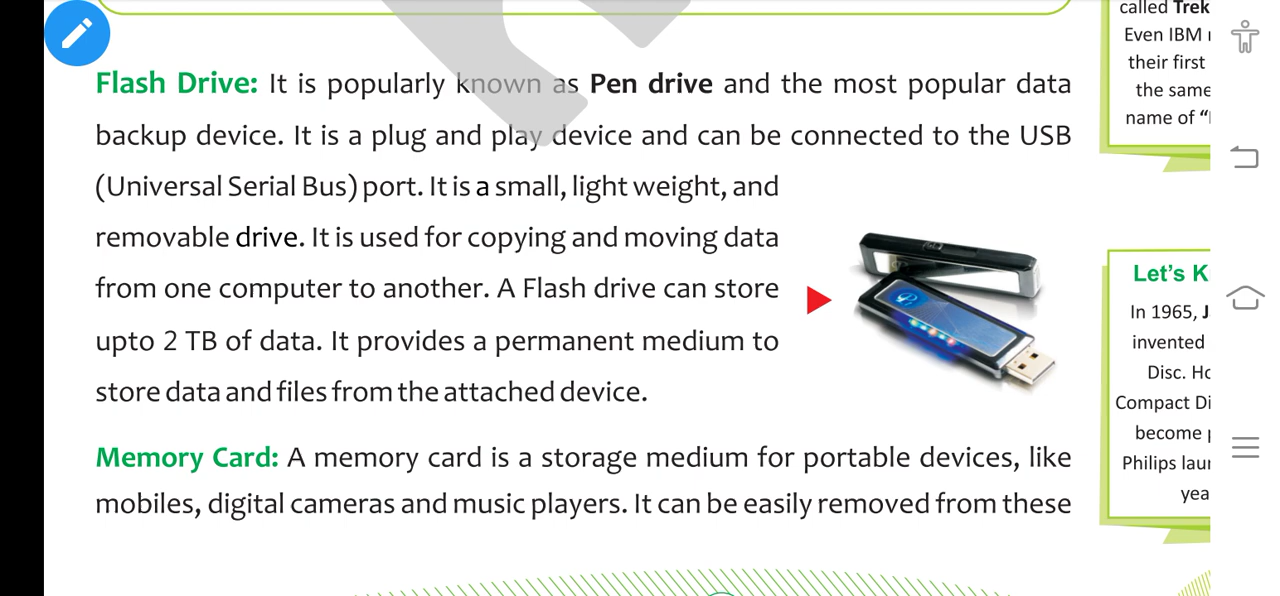 Flash Drive: It is popularly known as Pen drive and the most popular data
backup device. It is a plug and play device and can be connected to the USB
(Universal Serial Bus) port. It is a small, light weight, and
removable drive. It is used for copying and moving data
from one computer to another. A Flash drive can store
upto 2 TB of data. It provides a permanent medium to
store data and files from the attached device.
Memory Card: A memory card is a storage medium for portable devices, like
mobiles, digital cameras and music players. It can be easily removed from these
called Trek
Even IBM
their first
the same
name of “
Let’s K
In 1965, J
invented
Disc. Ho
Compact Di
become
Philips laun
yea